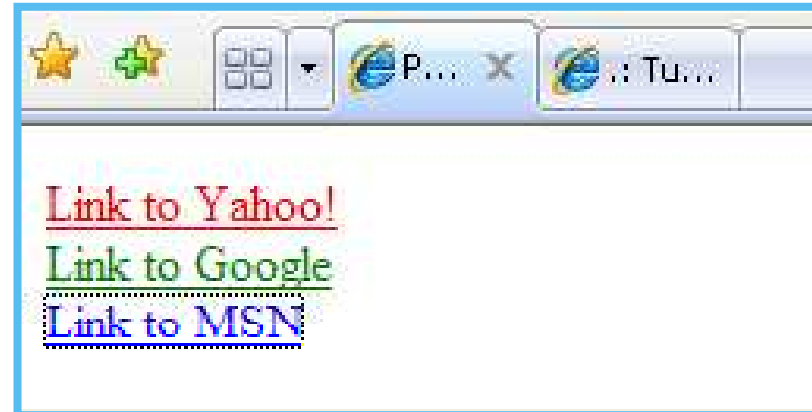 P...
.: Tu...
Link to Yahoo!
Link to Google
Link to MSN